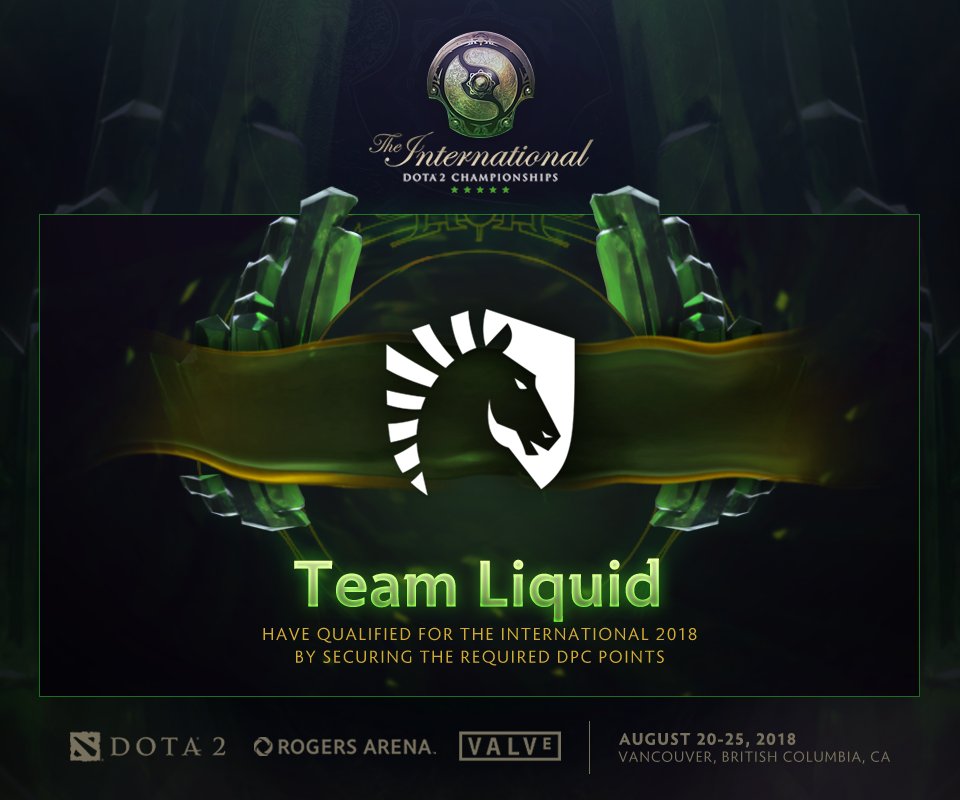 The International
DOTA 2 CHAMPIONSHIPS
Team Liquid
HAVE QUALIFIED FOR THE INTERNATIONAL 2018
BY SECURING THE REQUIRED DPC POINTS
DOTA 2
ROGERS ARENA.
VALVE
AUGUST 20-25, 2018
VANCOUVER, BRITISH COLUMBIA, CA